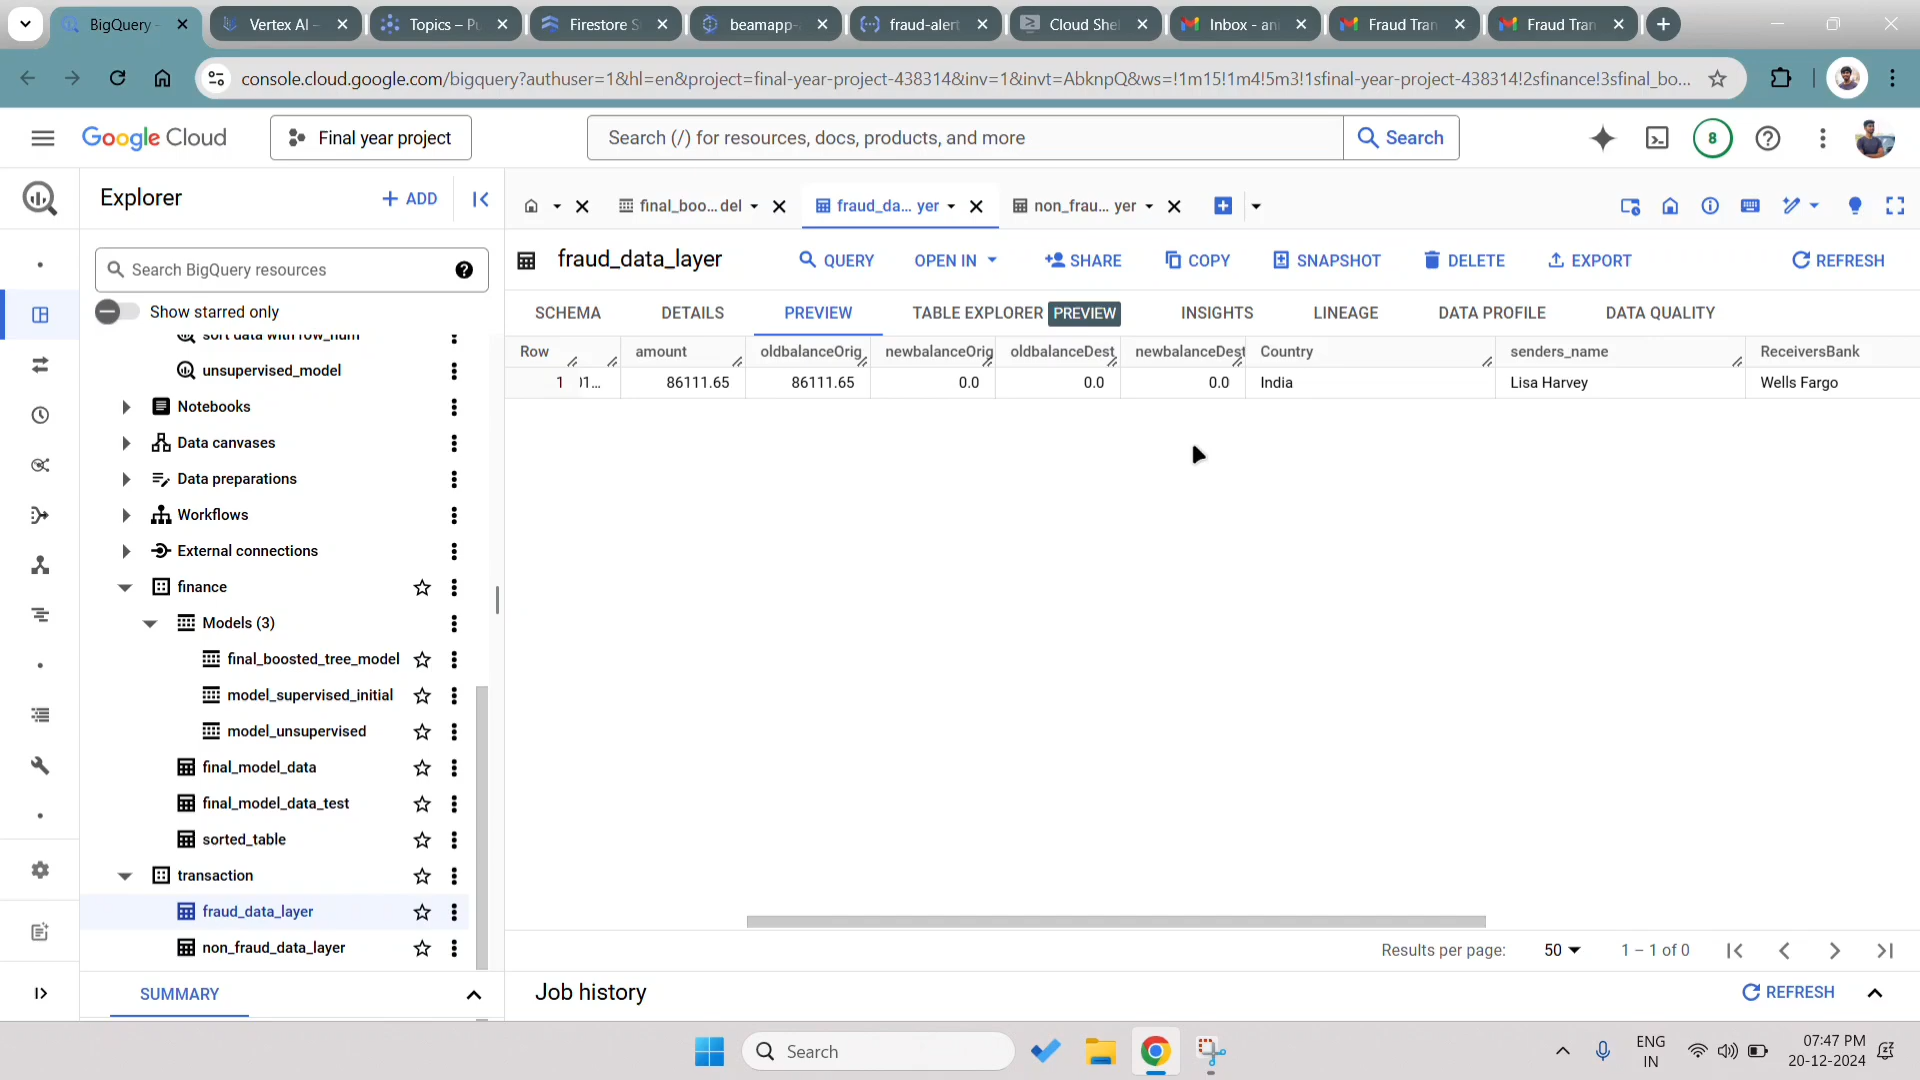 BigQuery -
Vertex AI –
Topics – Pu
Firestore S
beamapp-
fraud-alert
Cloud Shel
Inbox - ani
Fraud Tran
Fraud Tran
console.cloud.google.com/bigquery?authuser=1&hl=en&project=final-year-project-438314&inv=1&invt=AbknpQ&ws=!1m15!1m4!5m3!1sfinal-year-project-438314!2sfinance!3sfinal_bo...
Google Cloud
Final year project
Search (/) for resources, docs, products, and more
Search
8
Explorer
+ ADD
final_boo... del
fraud_da... yer
non_frau... yer
Search BigQuery resources
fraud_data_layer
QUERY
OPEN IN
SHARE
COPY
SNAPSHOT
DELETE
EXPORT
REFRESH
Show starred only
SCHEMA
DETAILS
PREVIEW
TABLE EXPLORER PREVIEW
INSIGHTS
LINEAGE
DATA PROFILE
DATA QUALITY
sort data with row_num
unsupervised_model
Notebooks
Data canvases
Data preparations
Workflows
External connections
finance
Models (3)
final_boosted_tree_model
model_supervised_initial
model_unsupervised
final_model_data
final_model_data_test
sorted_table
transaction
fraud_data_layer
non_fraud_data_layer
SUMMARY
Row amount oldbalanceOrig newbalanceOrig oldbalanceDest newbalanceDest Country senders_name ReceiversBank
1 )1... 86111.65 86111.65 0.0 0.0 0.0 India Lisa Harvey Wells Fargo
Results per page: 50 1 – 1 of 0
Job history
REFRESH
Search
ENG
IN
07:47 PM
20-12-2024